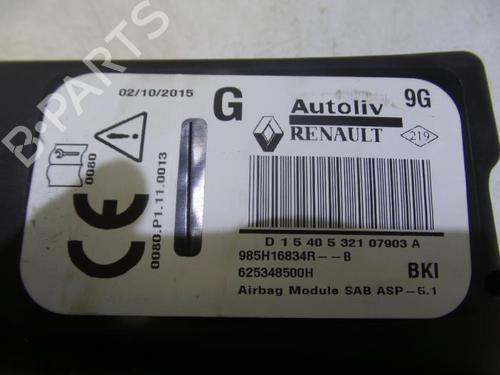 B-PARTS
02/10/2015
G
Autoliv
9G
RENAULT
219
0080
0080.P1.11.0013
CE
D 1 5 40 5 321 07903 A
985H16834R--B
625348500H
BKI
Airbag Module SAB ASP-5.1